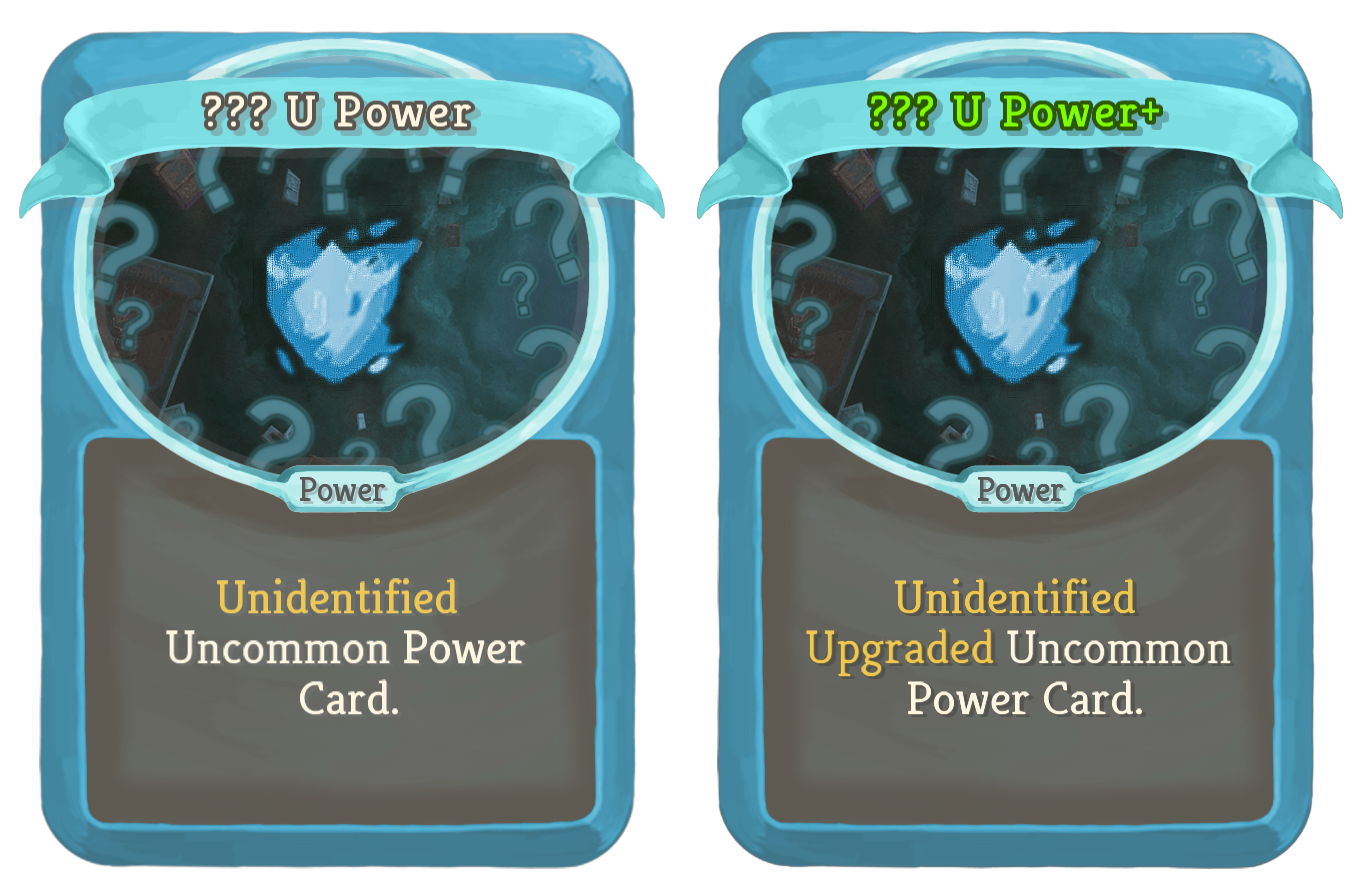 ??? U Power
Power
Unidentified
Uncommon Power
Card.
??? U Power+
Power
Unidentified
Upgraded Uncommon
Power Card.